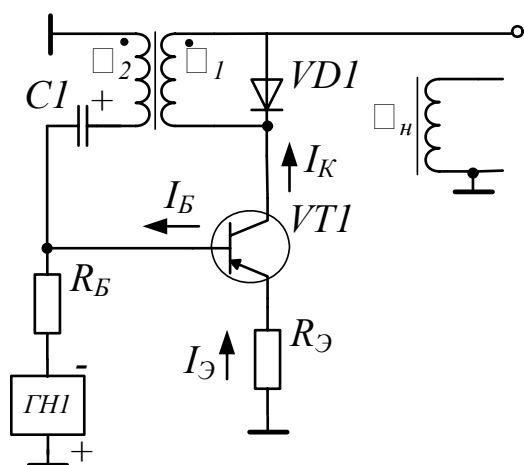 □2
□1
C1
+
VD1
□н
IК
IБ
VT1
RБ
RЭ
IЭ
-
ГН1
+